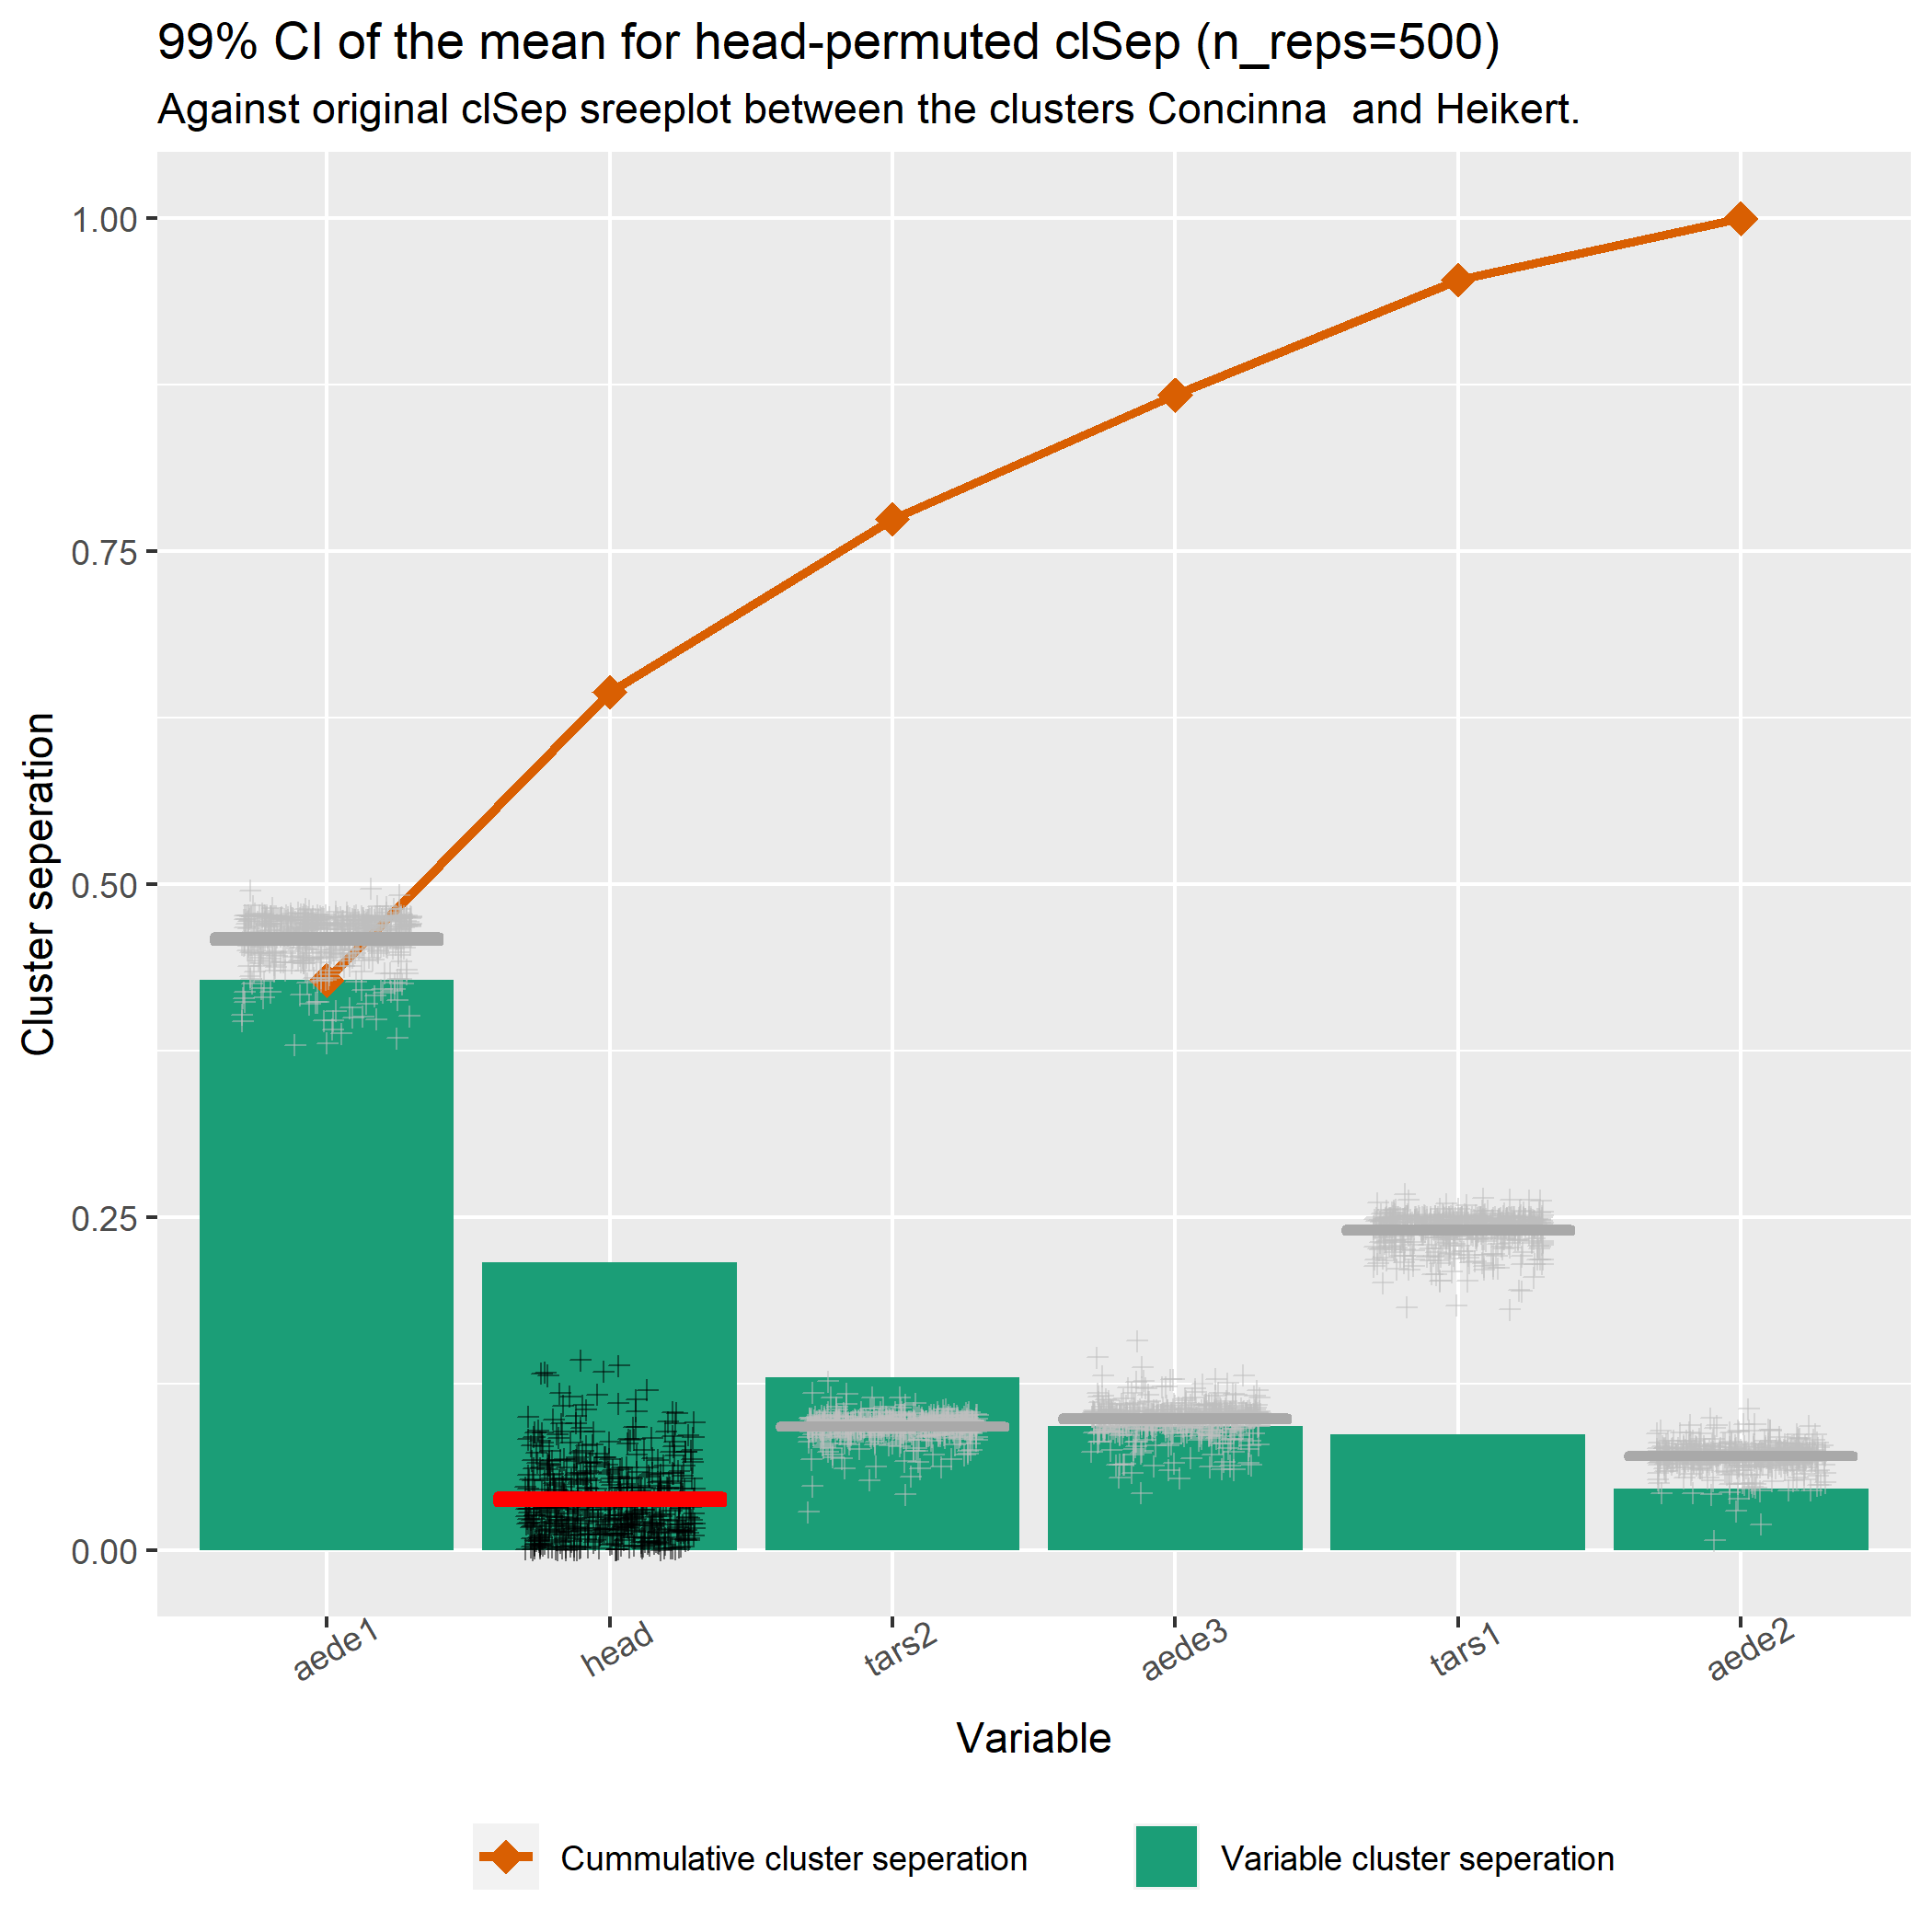 99% CI of the mean for head-permuted clSep (n_reps=500)
Against original clSep sreeplot between the clusters Concinna  and Heikert.
Cluster seperation
1.00
0.75
0.50
0.25
0.00
aede1
head
tars2
aede3
tars1
aede2
Variable
Cummulative cluster seperation
Variable cluster seperation